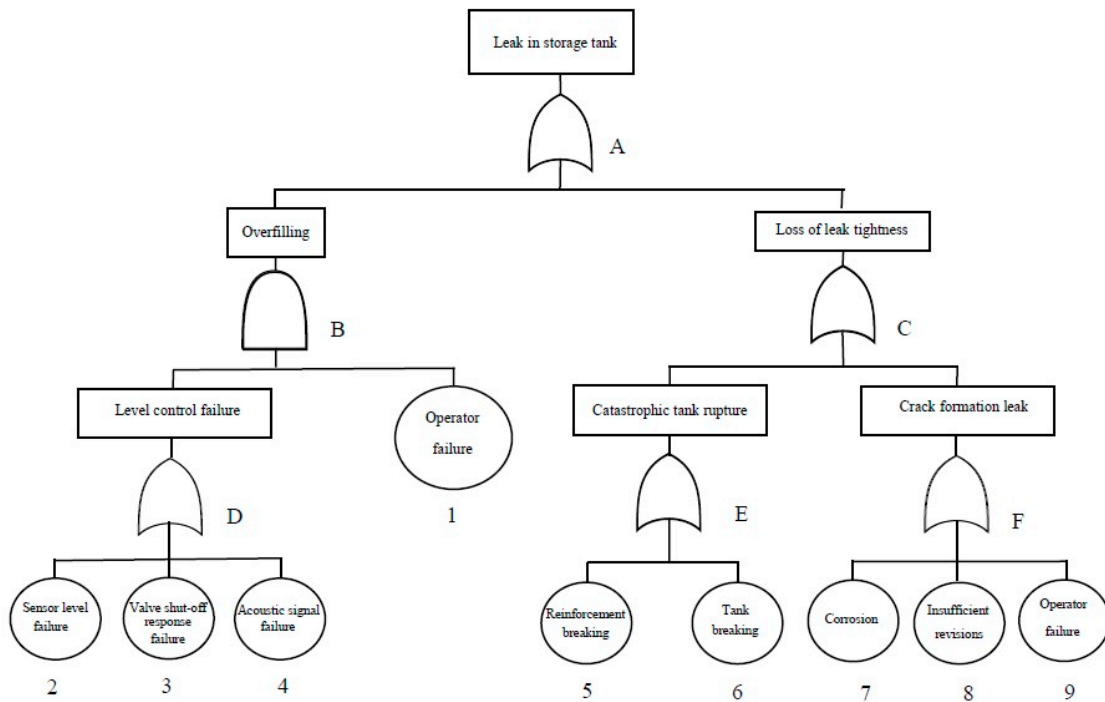 Leak in storage tank
A
Overfilling
Loss of leak tightness
B
C
Level control failure
Operator
failure
Catastrophic tank rupture
Crack formation leak
D
1
E
F
Sensor level
failure
Valve shut-off
response
failure
Acoustic signal
failure
Reinforcement
breaking
Tank
breaking
Corrosion
Insufficient
revisions
Operator
failure
2
3
4
5
6
7
8
9